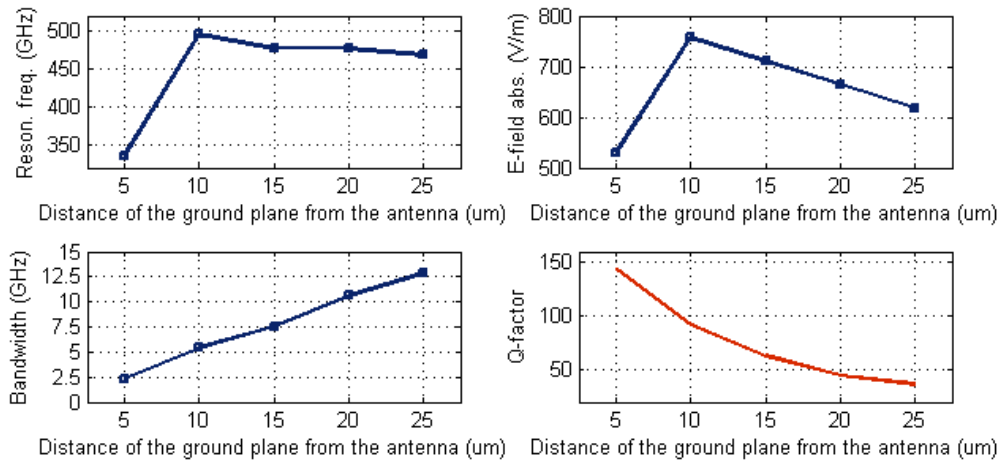 Reson. freq. (GHz)
500
450
400
350
5 10 15 20 25
Distance of the ground plane from the antenna (um)
E-field abs. (V/m)
800
700
600
500
5 10 15 20 25
Distance of the ground plane from the antenna (um)
Bandwidth (GHz)
15
12.5
10
7.5
5
2.5
0
5 10 15 20 25
Distance of the ground plane from the antenna (um)
Q-factor
150
100
50
5 10 15 20 25
Distance of the ground plane from the antenna (um)